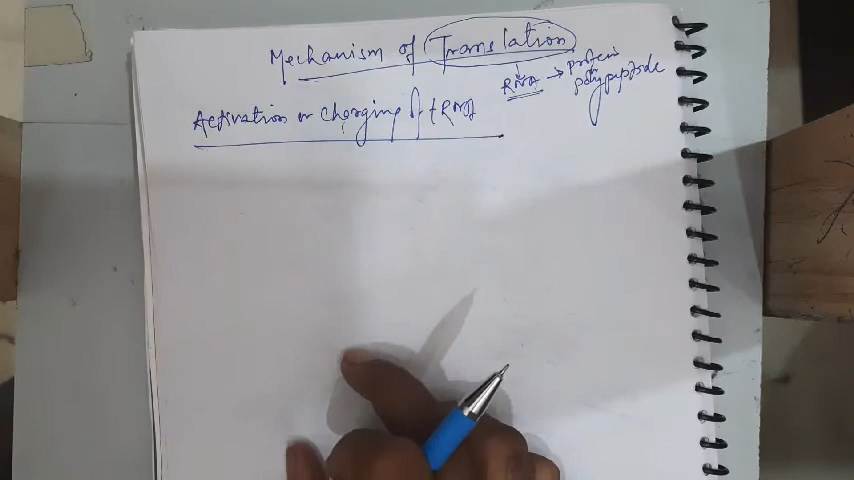 Mechanism of Translation
RNA → Protein
polypeptide
Activation or charging of tRNA